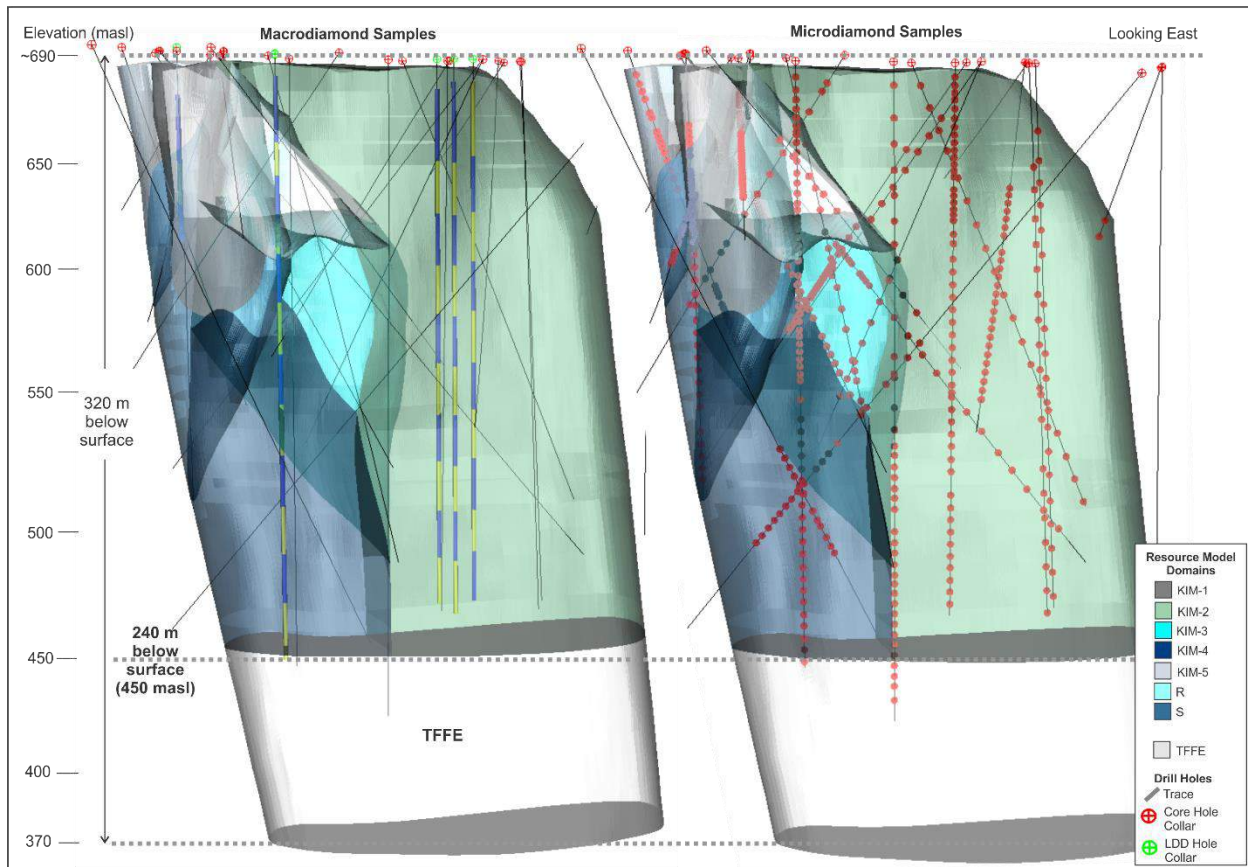 Elevation (masl)
Macrodiamond Samples
Microdiamond Samples
Looking East
~690
650
600
550
320 m
below
surface
500
240 m
below
surface
(450 masl)
450
TFFE
400
370
Resource Model
Domains
KIM-1
KIM-2
KIM-3
KIM-4
KIM-5
R
S
TFFE
Drill Holes
Trace
Core Hole
Collar
LDD Hole
Collar